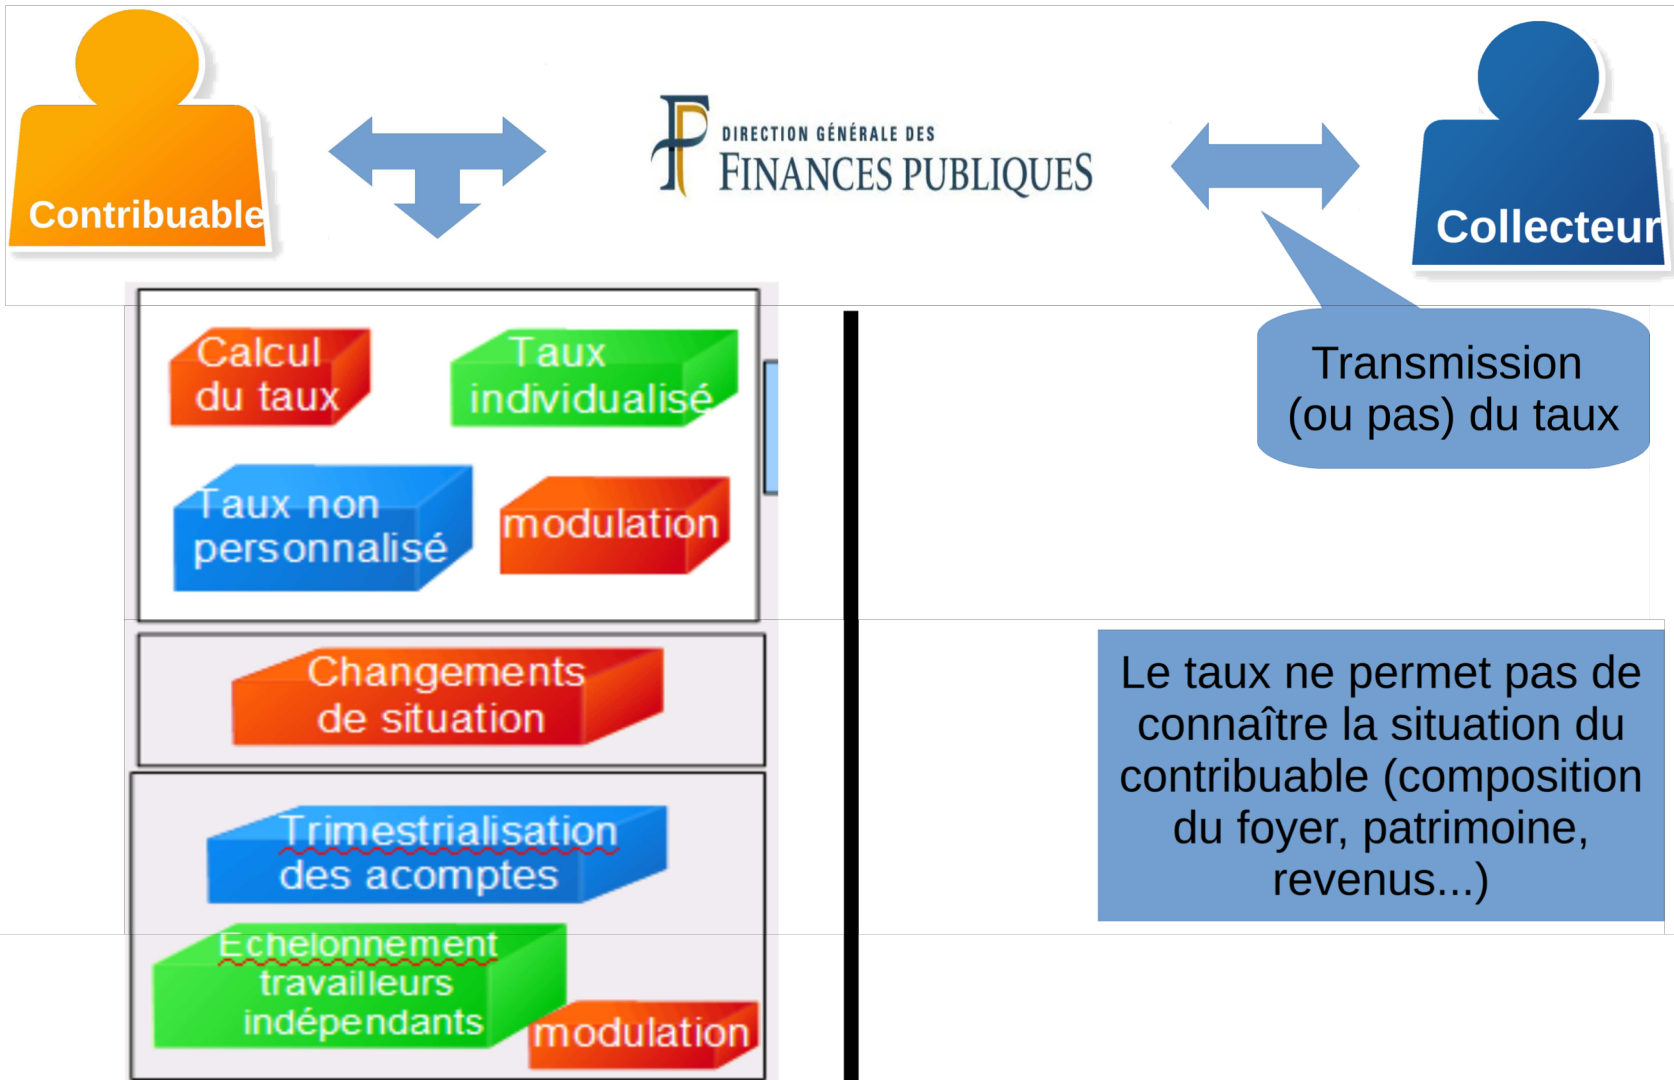 Contribuable
DIRECTION GÉNÉRALE DES
FINANCES PUBLIQUES
Collecteur
Calcul
du taux
Taux
individualisé
Taux non
personnalisé
modulation
Transmission
(ou pas) du taux
Changements
de situation
Le taux ne permet pas de
connaître la situation du
contribuable (composition
du foyer, patrimoine,
revenus...)
Trimestrialisation
des acomptes
Echelonnement
travailleurs
indépendants
modulation